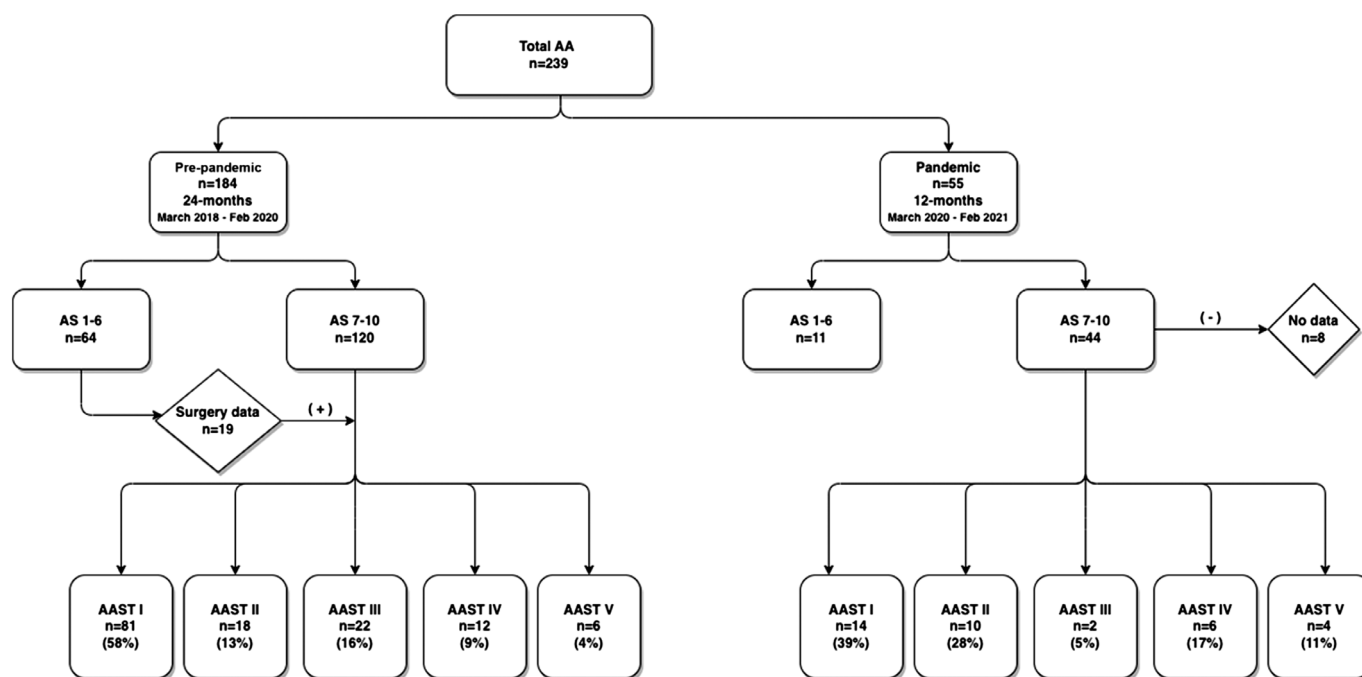 Total AA
n=239
Pre-pandemic
n=184
24-months
March 2018 - Feb 2020
Pandemic
n=55
12-months
March 2020 - Feb 2021
AS 1-6
n=64
AS 7-10
n=120
AS 1-6
n=11
AS 7-10
n=44
(-)
No data
n=8
Surgery data
n=19
(+)
AAST I
n=81
(58%)
AAST II
n=18
(13%)
AAST III
n=22
(16%)
AAST IV
n=12
(9%)
AAST V
n=6
(4%)
AAST I
n=14
(39%)
AAST II
n=10
(28%)
AAST III
n=2
(5%)
AAST IV
n=6
(17%)
AAST V
n=4
(11%)